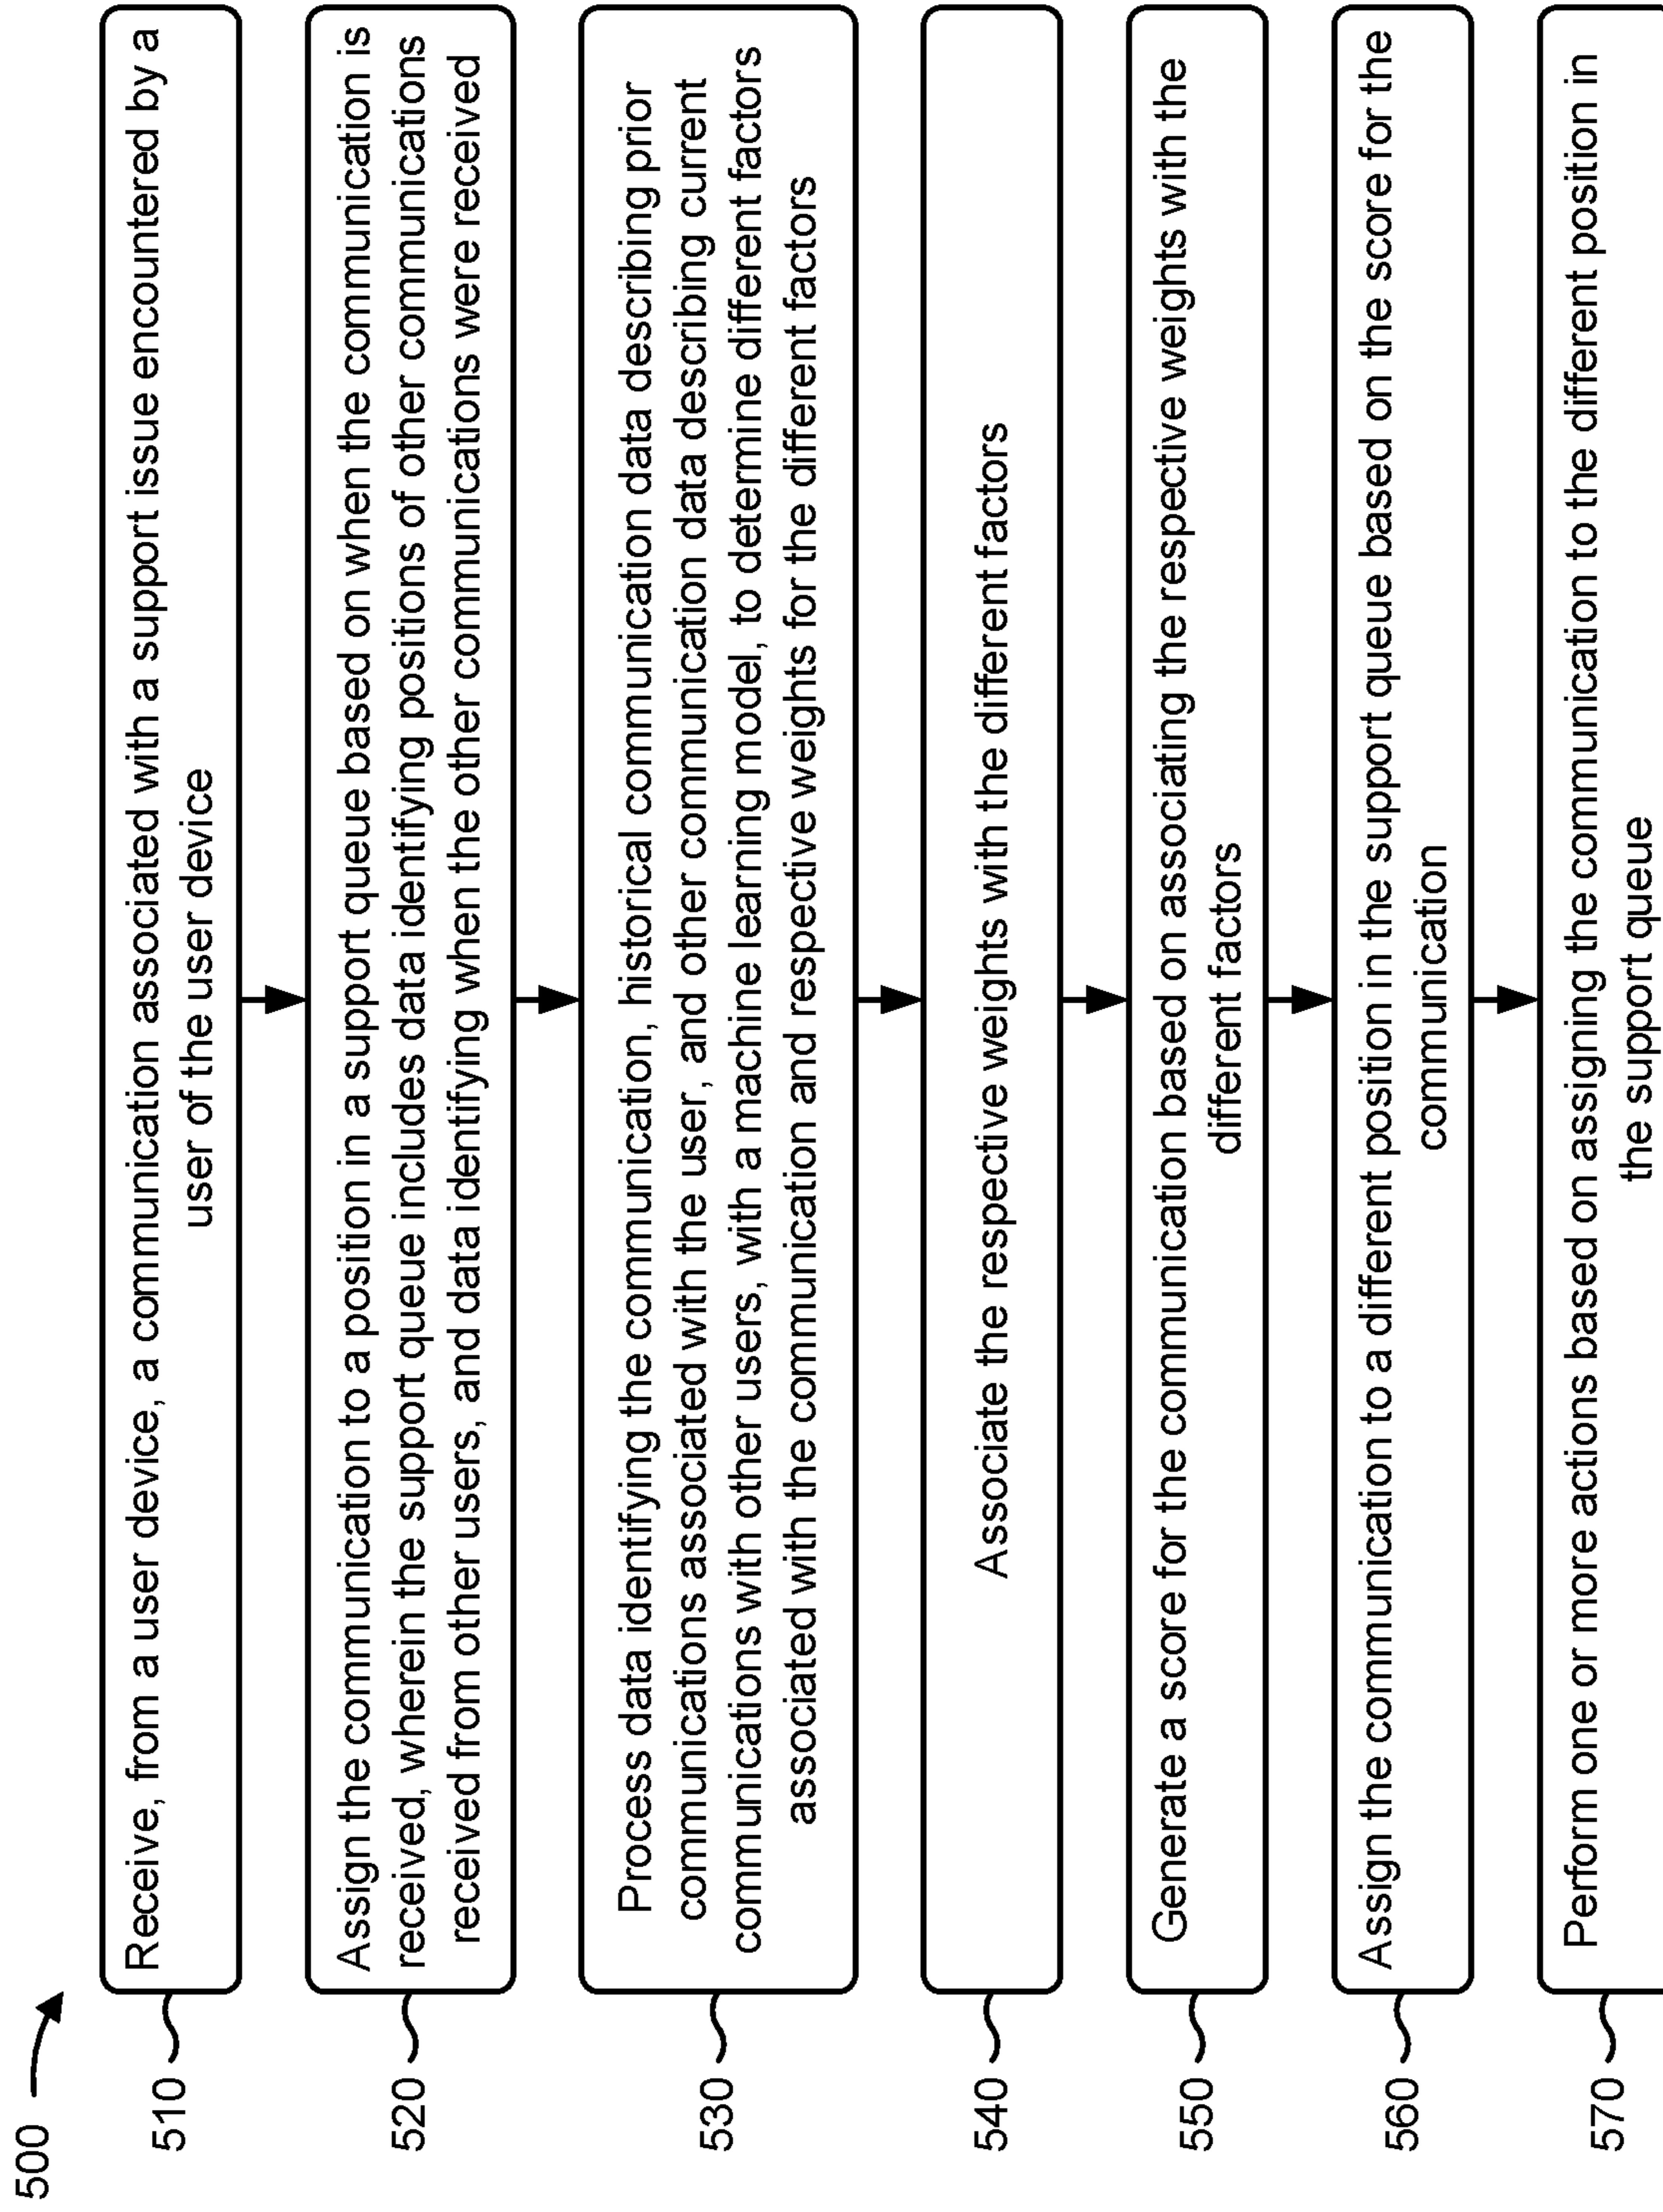 500
510
Receive, from a user device, a communication associated with a support issue encountered by a
user of the user device
520
Assign the communication to a position in a support queue based on when the communication is
received, wherein the support queue includes data identifying positions of other communications
received from other users, and data identifying when the other communications were received
530
Process data identifying the communication, historical communication data describing prior
communications associated with the user, and other communication data describing current
communications with other users, with a machine learning model, to determine different factors
associated with the communication and respective weights for the different factors
540
Associate the respective weights with the different factors
550
Generate a score for the communication based on associating the respective weights with the
different factors
560
Assign the communication to a different position in the support queue based on the score for the
communication
570
Perform one or more actions based on assigning the communication to the different position in
the support queue